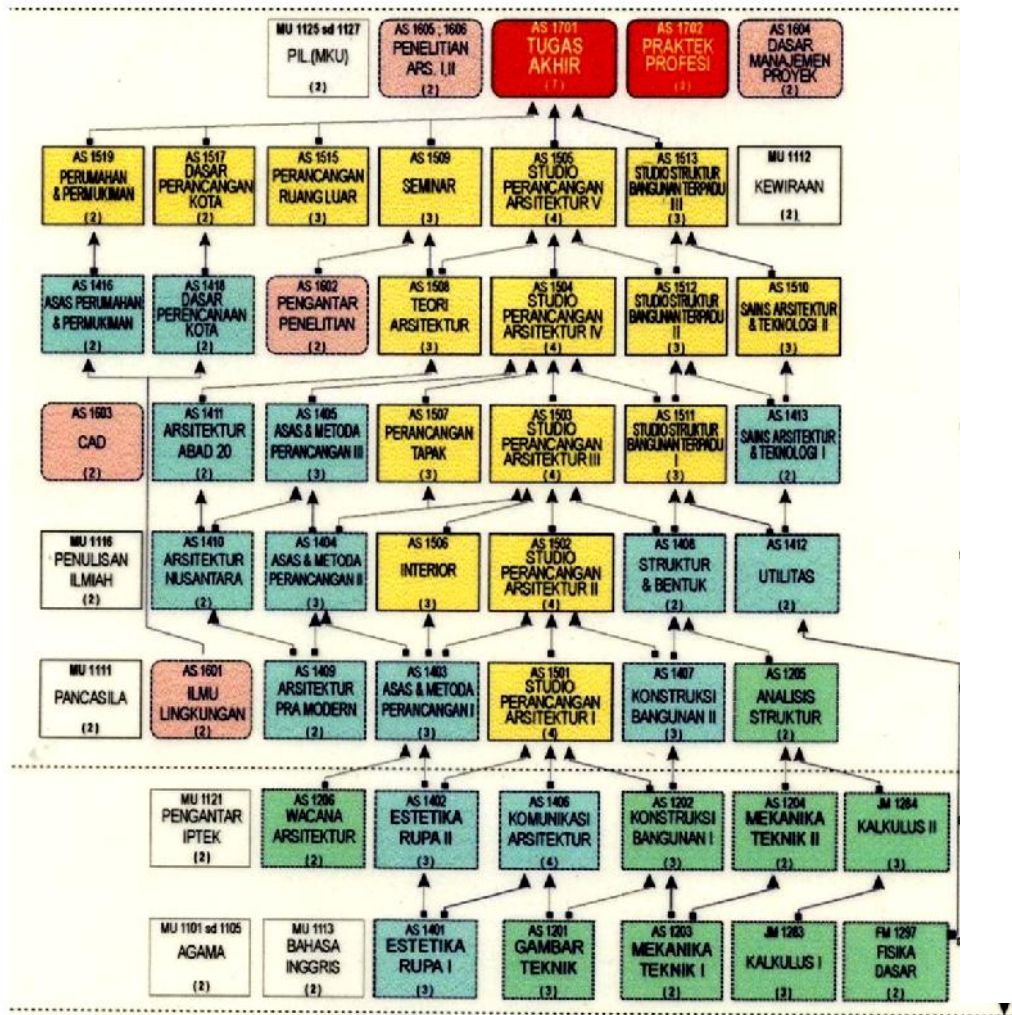 MU 1125 sd 1127
PIL.(MKU)
(2)
AS 1605 ; 1606
PENELITIAN
ARS. I,II
(2)
AS 1701
TUGAS
AKHIR
(7)
AS 1702
PRAKTEK
PROFESI
AS 1604
DASAR
MANAJEMEN
PROYEK
(2)
AS 1519
PERUMAHAN
& PERMUKIMAN
(2)
AS 1517
DASAR
PERANCANGAN
KOTA
(2)
AS 1515
PERANCANGAN
RUANG LUAR
(3)
AS 1509
SEMINAR
(3)
AS 1505
STUDIO
PERANCANGAN
ARSITEKTUR V
(4)
AS 1513
STUDIO STRUKTUR
BANGUNAN TERPADU
III
(3)
MU 1112
KEWIRAAN
(2)
AS 1416
ASAS PERUMAHAN
& PERMUKIMAN
(2)
AS 1418
DASAR
PERENCANAAN
KOTA
(2)
AS 1602
PENGANTAR
PENELITIAN
(2)
AS 1508
TEORI
ARSITEKTUR
(3)
AS 1504
STUDIO
PERANCANGAN
ARSITEKTUR IV
(4)
AS 1512
STUDIO STRUKTUR
BANGUNAN TERPADU
II
(3)
AS 1510
SAINS ARSITEKTUR
& TEKNOLOGI II
(3)
AS 1603
CAD
(2)
AS 1411
ARSITEKTUR
ABAD 20
(2)
AS 1405
ASAS & METODA
PERANCANGAN III
(3)
AS 1507
PERANCANGAN
TAPAK
(3)
AS 1503
STUDIO
PERANCANGAN
ARSITEKTUR III
(4)
AS 1511
STUDIO STRUKTUR
BANGUNAN TERPADU
I
(3)
AS 1413
SAINS ARSITEKTUR
& TEKNOLOGI I
(2)
MU 1116
PENULISAN
ILMIAH
(2)
AS 1410
ARSITEKTUR
NUSANTARA
(2)
AS 1404
ASAS & METODA
PERANCANGAN II
(3)
AS 1506
INTERIOR
(3)
AS 1502
STUDIO
PERANCANGAN
ARSITEKTUR II
(4)
AS 1408
STRUKTUR
& BENTUK
(2)
AS 1412
UTILITAS
(2)
MU 1111
PANCASILA
(2)
AS 1601
ILMU
LINGKUNGAN
(2)
AS 1409
ARSITEKTUR
PRA MODERN
(2)
AS 1403
ASAS & METODA
PERANCANGAN I
(3)
AS 1501
STUDIO
PERANCANGAN
ARSITEKTUR I
(4)
AS 1407
KONSTRUKSI
BANGUNAN II
(3)
AS 1205
ANALISIS
STRUKTUR
(2)
MU 1121
PENGANTAR
IPTEK
(2)
AS 1206
WACANA
ARSITEKTUR
(2)
AS 1402
ESTETIKA
RUPA II
(3)
AS 1406
KOMUNIKASI
ARSITEKTUR
(4)
AS 1202
KONSTRUKSI
BANGUNAN I
(3)
AS 1204
MEKANIKA
TEKNIK II
(2)
JM 1284
KALKULUS II
(3)
MU 1101 sd 1105
AGAMA
(2)
MU 1113
BAHASA
INGGRIS
(2)
AS 1401
ESTETIKA
RUPA I
(3)
AS 1201
GAMBAR
TEKNIK
(3)
AS 1203
MEKANIKA
TEKNIK I
(2)
JM 1283
KALKULUS I
(3)
FM 1297
FISIKA
DASAR
(2)